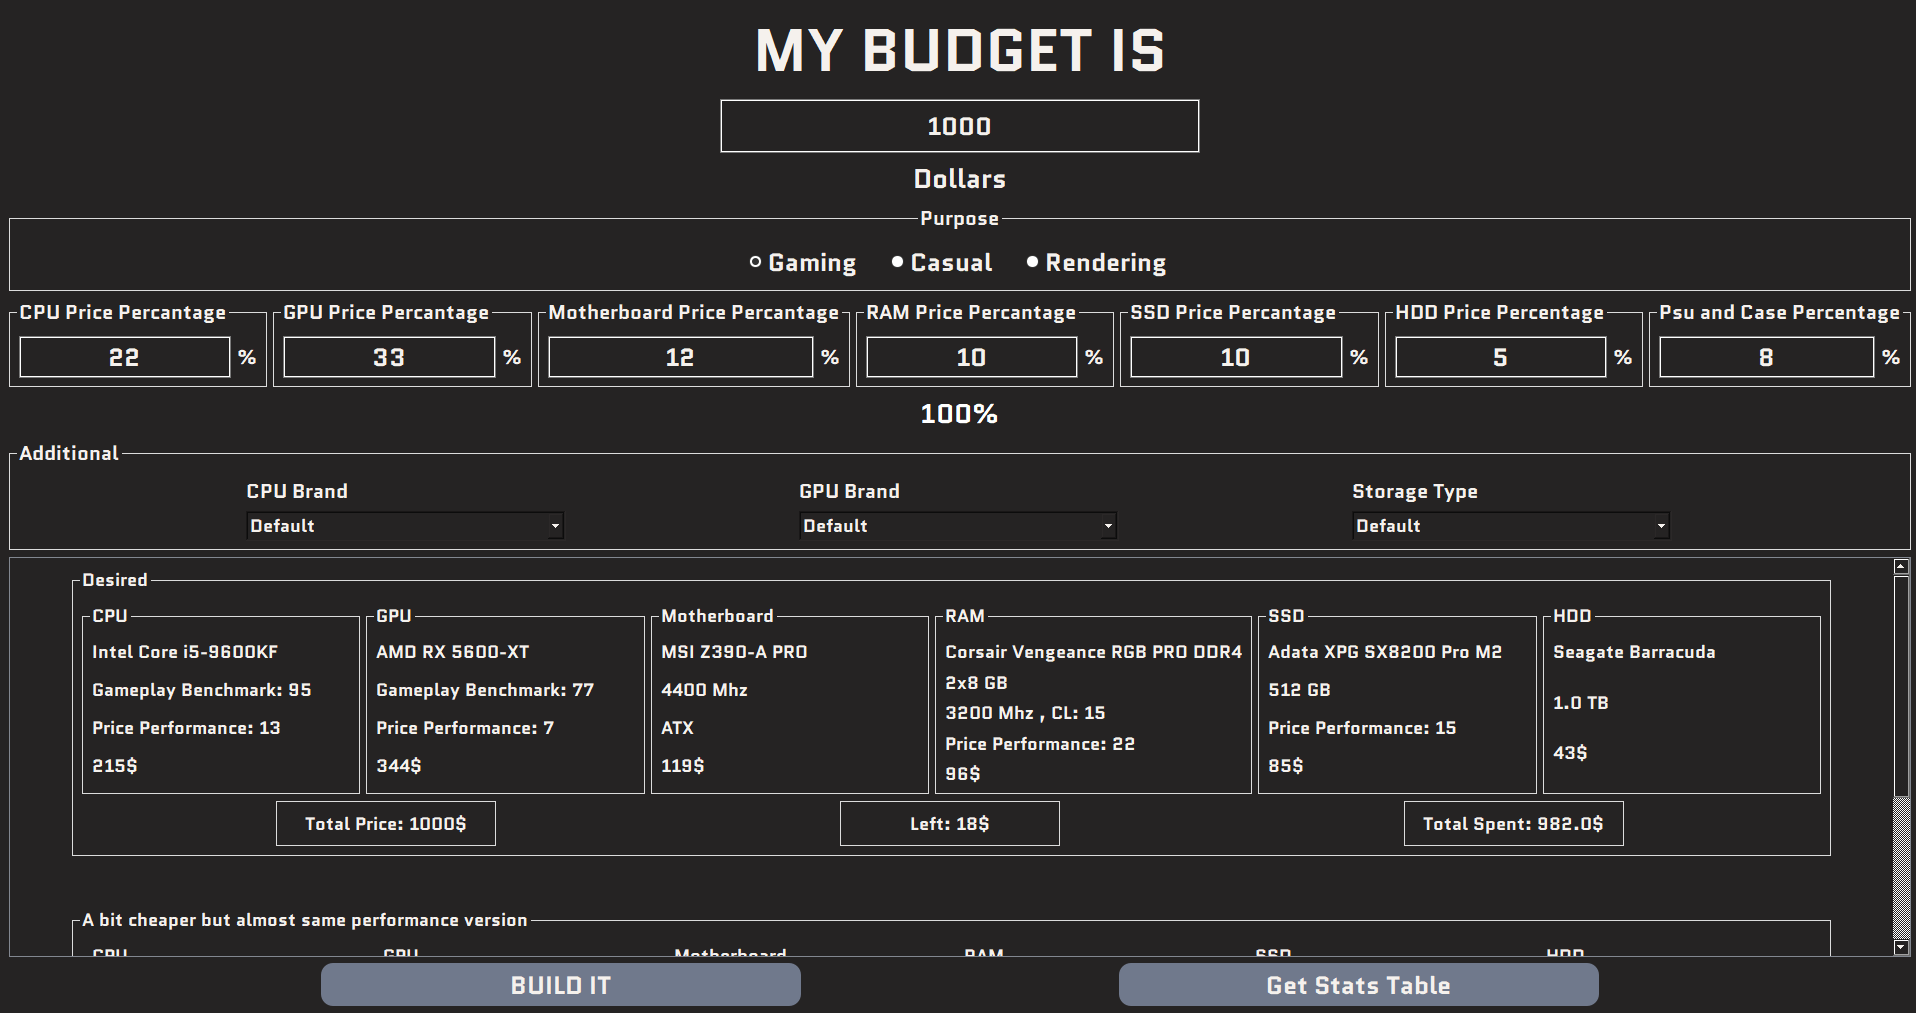 MY BUDGET IS
1000
Dollars
Purpose
Gaming Casual Rendering
CPU Price Percantage GPU Price Percantage Motherboard Price Percantage RAM Price Percantage SSD Price Percantage HDD Price Percentage Psu and Case Percentage
22 % 33 % 12 % 10 % 10 % 5 % 8 %
100%
Additional
CPU Brand GPU Brand Storage Type
Default Default Default
Desired
CPU GPU Motherboard RAM SSD HDD
Intel Core i5-9600KF AMD RX 5600-XT MSI Z390-A PRO Corsair Vengeance RGB PRO DDR4 Adata XPG SX8200 Pro M2 Seagate Barracuda
Gameplay Benchmark: 95 Gameplay Benchmark: 77 4400 Mhz 2x8 GB 512 GB 1.0 TB
3200 Mhz , CL: 15
Price Performance: 13 Price Performance: 7 ATX Price Performance: 22 Price Performance: 15 43$
215$ 344$ 119$ 96$ 85$
Total Price: 1000$ Left: 18$ Total Spent: 982.0$
A bit cheaper but almost same performance version
CPU GPU Motherboard RAM SSD HDD
BUILD IT Get Stats Table